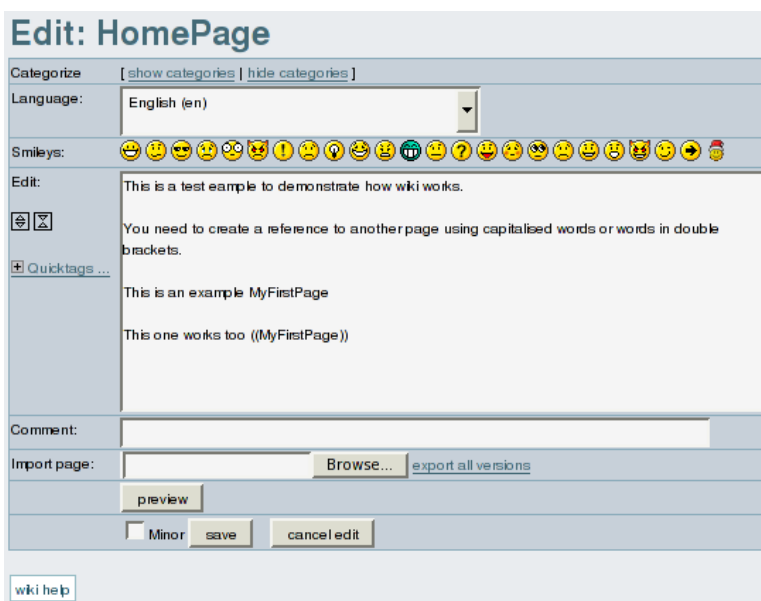 Edit: HomePage
Categorize [ show categories | hide categories ]
Language: English (en)
Smileys:
Edit: This is a test eample to demonstrate how wiki works.
You need to create a reference to another page using capitalised words or words in double
brackets.
Quicktags ...
This is an example MyFirstPage
This one works too ((MyFirstPage))
Comment:
Import page: Browse... export all versions
preview
Minor save cancel edit
wiki help